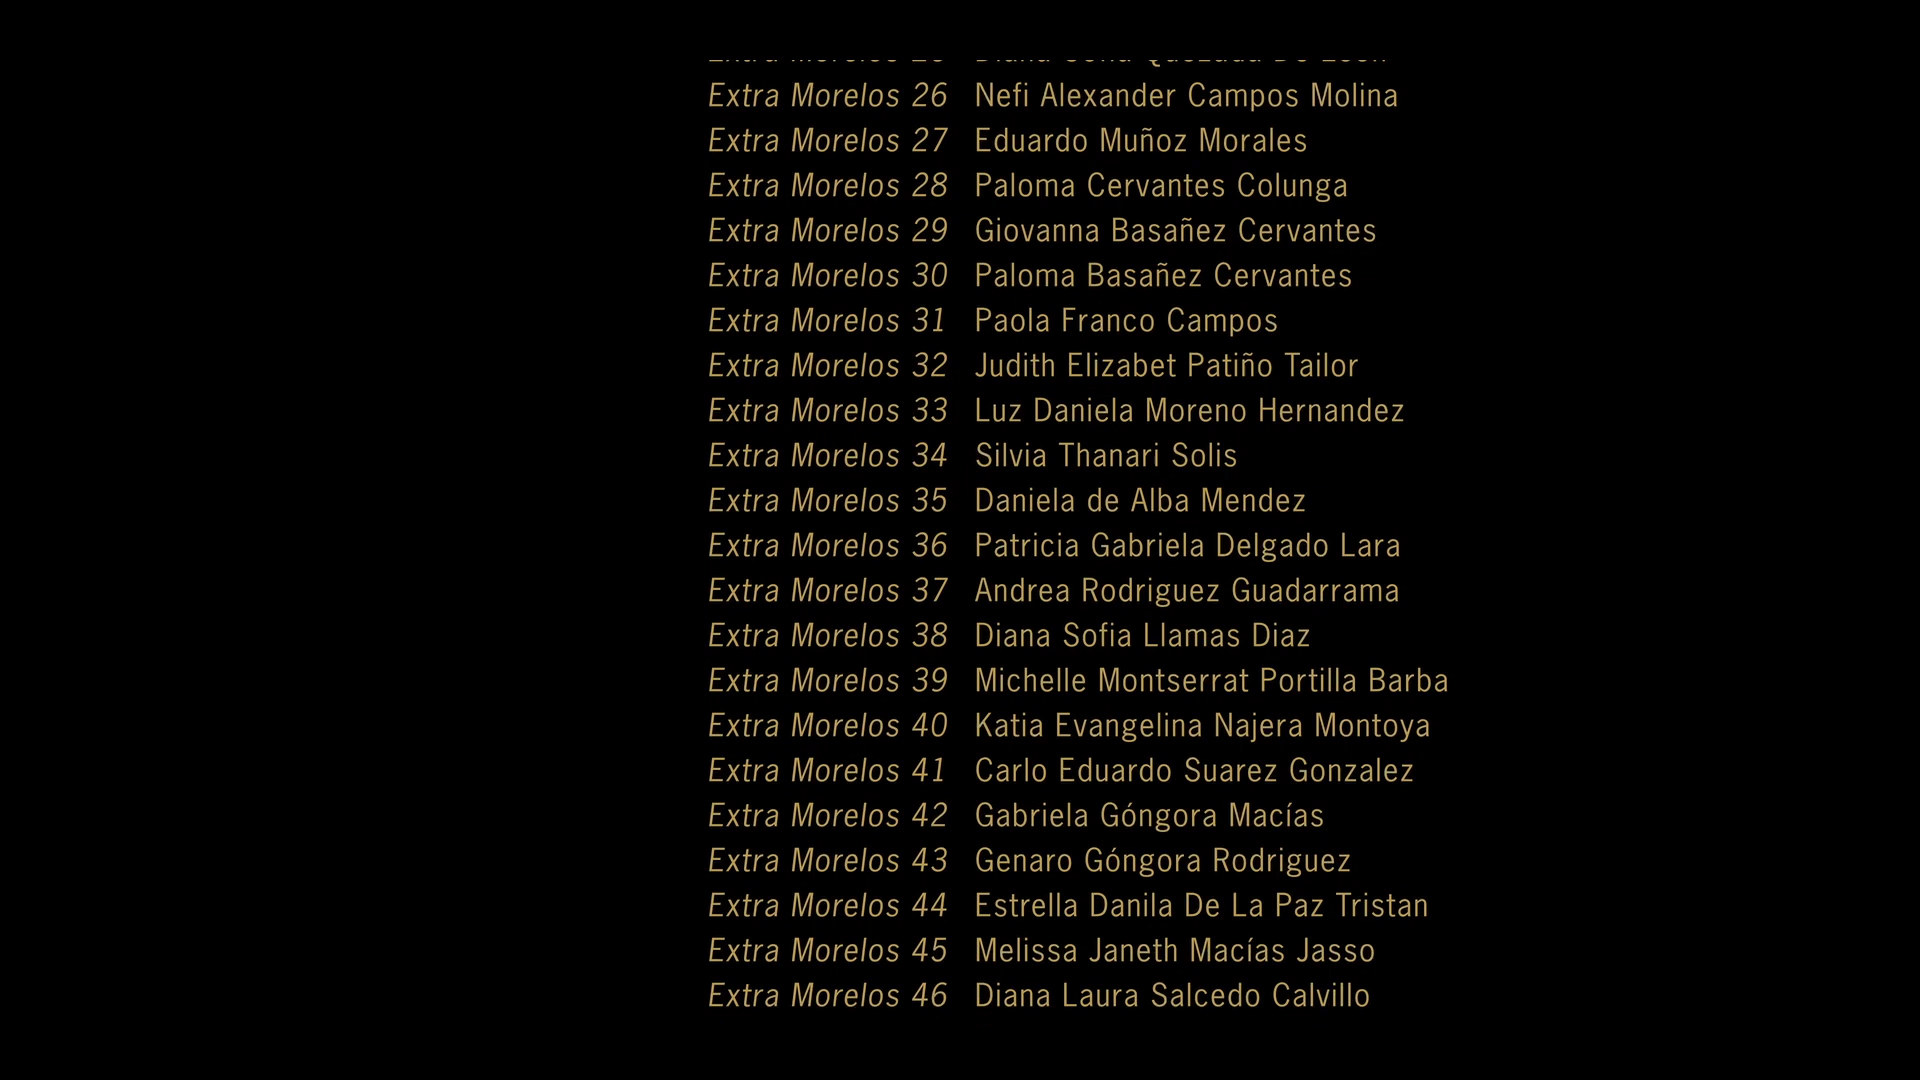 Extra Morelos 26 Nefi Alexander Campos Molina
Extra Morelos 27 Eduardo Muñoz Morales
Extra Morelos 28 Paloma Cervantes Colunga
Extra Morelos 29 Giovanna Basañez Cervantes
Extra Morelos 30 Paloma Basañez Cervantes
Extra Morelos 31 Paola Franco Campos
Extra Morelos 32 Judith Elizabet Patiño Tailor
Extra Morelos 33 Luz Daniela Moreno Hernandez
Extra Morelos 34 Silvia Thanari Solis
Extra Morelos 35 Daniela de Alba Mendez
Extra Morelos 36 Patricia Gabriela Delgado Lara
Extra Morelos 37 Andrea Rodriguez Guadarrama
Extra Morelos 38 Diana Sofia Llamas Diaz
Extra Morelos 39 Michelle Montserrat Portilla Barba
Extra Morelos 40 Katia Evangelina Najera Montoya
Extra Morelos 41 Carlo Eduardo Suarez Gonzalez
Extra Morelos 42 Gabriela Góngora Macías
Extra Morelos 43 Genaro Góngora Rodriguez
Extra Morelos 44 Estrella Danila De La Paz Tristan
Extra Morelos 45 Melissa Janeth Macías Jasso
Extra Morelos 46 Diana Laura Salcedo Calvillo